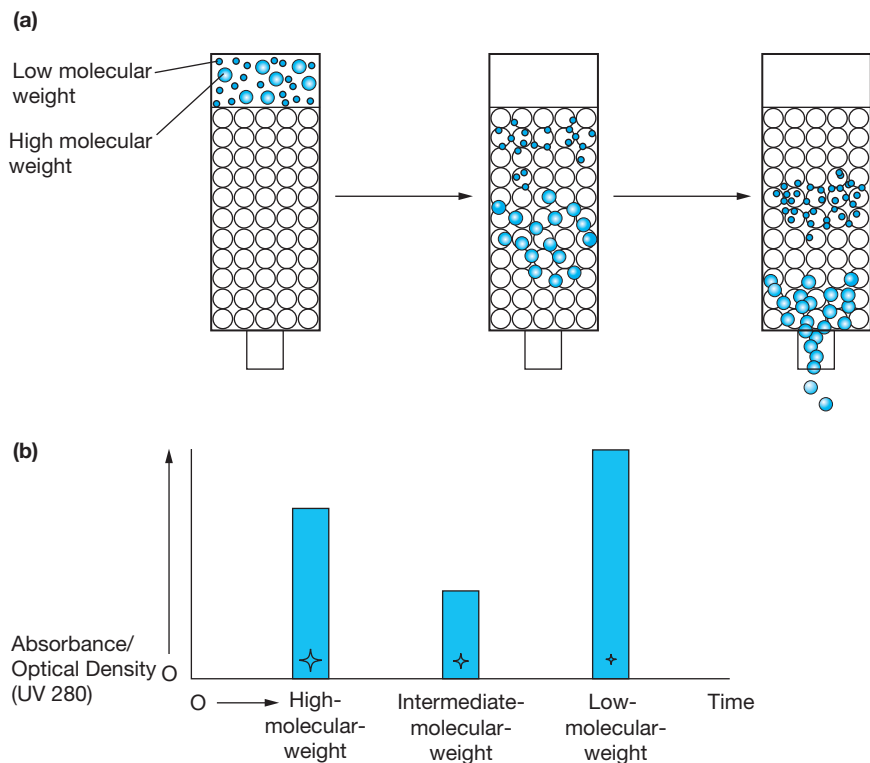 (a)
Low molecular
weight
High molecular
weight
(b)
Absorbance/
Optical Density
(UV 280)
O
O
High-
molecular-
weight
Intermediate-
molecular-
weight
Low-
molecular-
weight
Time